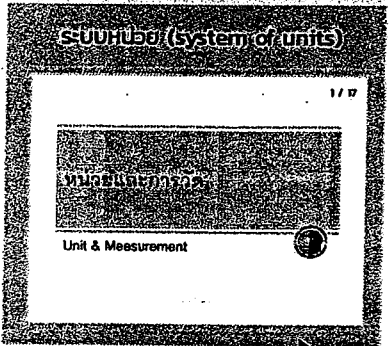 ระบบหน่วย (system of units)
1 / 17
หน่วยและการวัด
Unit & Measurement